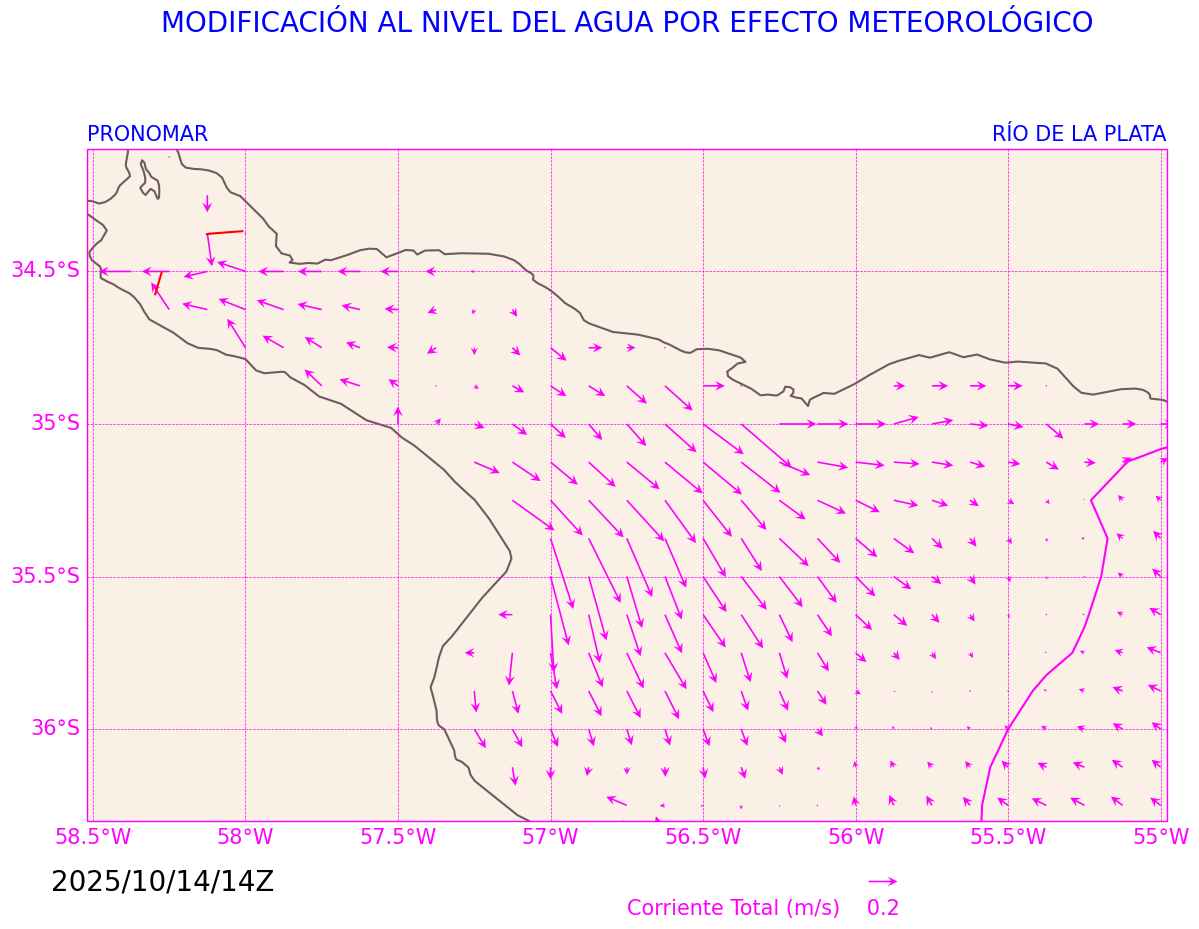 MODIFICACIÓN AL NIVEL DEL AGUA POR EFECTO METEOROLÓGICO
PRONOMAR RÍO DE LA PLATA
34.5°S
35°S
35.5°S
36°S
58.5°W 58°W 57.5°W 57°W 56.5°W 56°W 55.5°W 55°W
2025/10/14/14Z
Corriente Total (m/s) 0.2